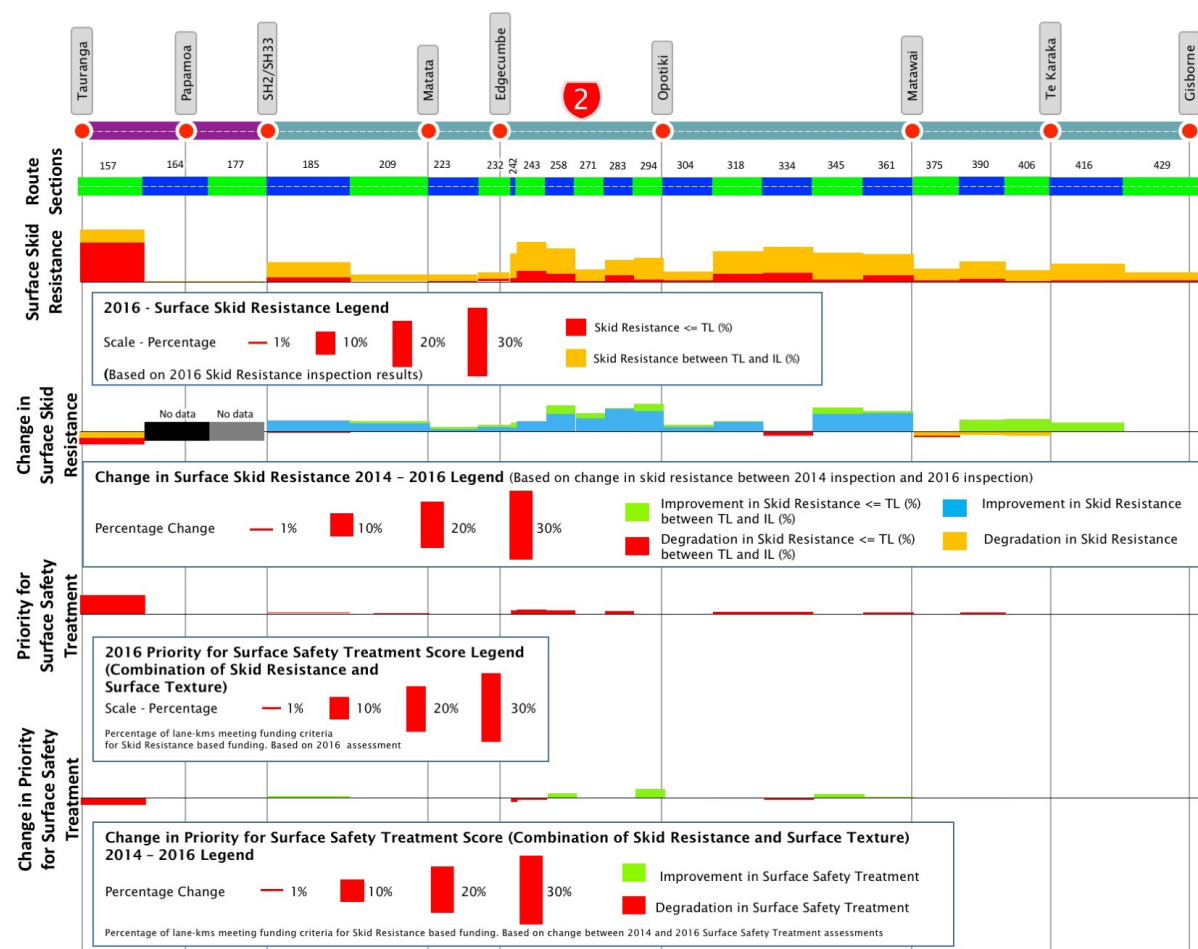 Tauranga
Papamoa
SH2/SH33
Matata
Edgecumbe
2
Opotiki
Matawai
Te Karaka
Gisborne
Route
Sections
157 164 177 185 209 223 232 242 243 258 271 283 294 304 318 334 345 361 375 390 406 416 429
Surface Skid
Resistance
2016 - Surface Skid Resistance Legend
Scale - Percentage 1% 10% 20% 30%
Skid Resistance <= TL (%)
Skid Resistance between TL and IL (%)
(Based on 2016 Skid Resistance inspection results)
Change in
Surface Skid
Resistance
No data No data
Change in Surface Skid Resistance 2014 – 2016 Legend (Based on change in skid resistance between 2014 inspection and 2016 inspection)
Percentage Change 1% 10% 20% 30%
Improvement in Skid Resistance <= TL (%)
between TL and IL (%)
Improvement in Skid Resistance
Degradation in Skid Resistance <= TL (%)
between TL and IL (%)
Degradation in Skid Resistance
Priority for
Surface Safety
Treatment
2016 Priority for Surface Safety Treatment Score Legend
(Combination of Skid Resistance and
Surface Texture)
Scale - Percentage 1% 10% 20% 30%
Percentage of lane-kms meeting funding criteria
for Skid Resistance based funding. Based on 2016 assessment
Change in Priority
for Surface Safety
Treatment
Change in Priority for Surface Safety Treatment Score (Combination of Skid Resistance and Surface Texture)
2014 – 2016 Legend
Percentage Change 1% 10% 20% 30%
Improvement in Surface Safety Treatment
Degradation in Surface Safety Treatment
Percentage of lane-kms meeting funding criteria for Skid Resistance based funding. Based on change between 2014 and 2016 Surface Safety Treatment assessments